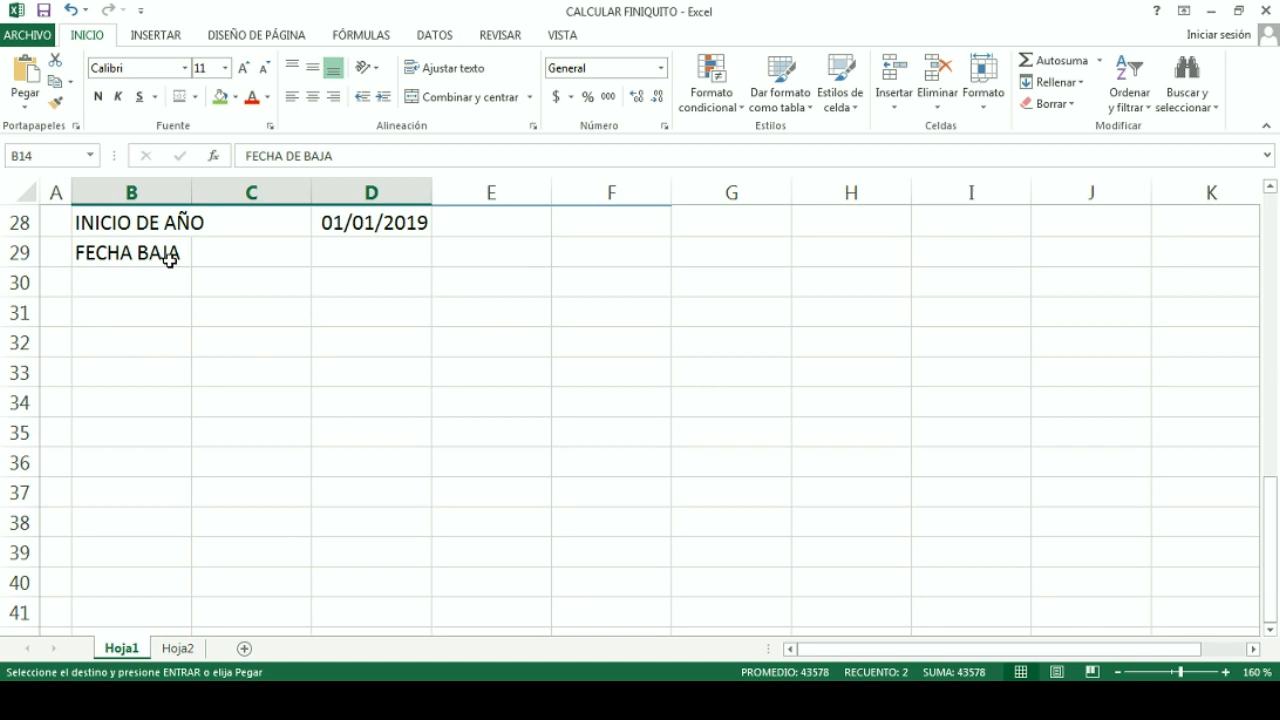 CALCULAR FINIQUITO - Excel
?
ARCHIVO INICIO INSERTAR DISEÑO DE PÁGINA FÓRMULAS DATOS REVISAR VISTA Iniciar sesión
Pegar
Portapapeles
Calibri 11
N K S
Fuente
Ajustar texto
Combinar y centrar
Alineación
General
$ % 000
Número
Formato condicional
Dar formato como tabla
Estilos de celda
Estilos
Insertar Eliminar Formato
Celdas
Autosuma
Rellenar
Borrar
Ordenar y filtrar
Buscar y seleccionar
Modificar
B14 fx FECHA DE BAJA
A B C D E F G H I J K
28 INICIO DE AÑO 01/01/2019
29 FECHA BAJA
30
31
32
33
34
35
36
37
38
39
40
41
Hoja1 Hoja2
Seleccione el destino y presione ENTRAR o elija Pegar PROMEDIO: 43578 RECUENTO: 2 SUMA: 43578 160 %